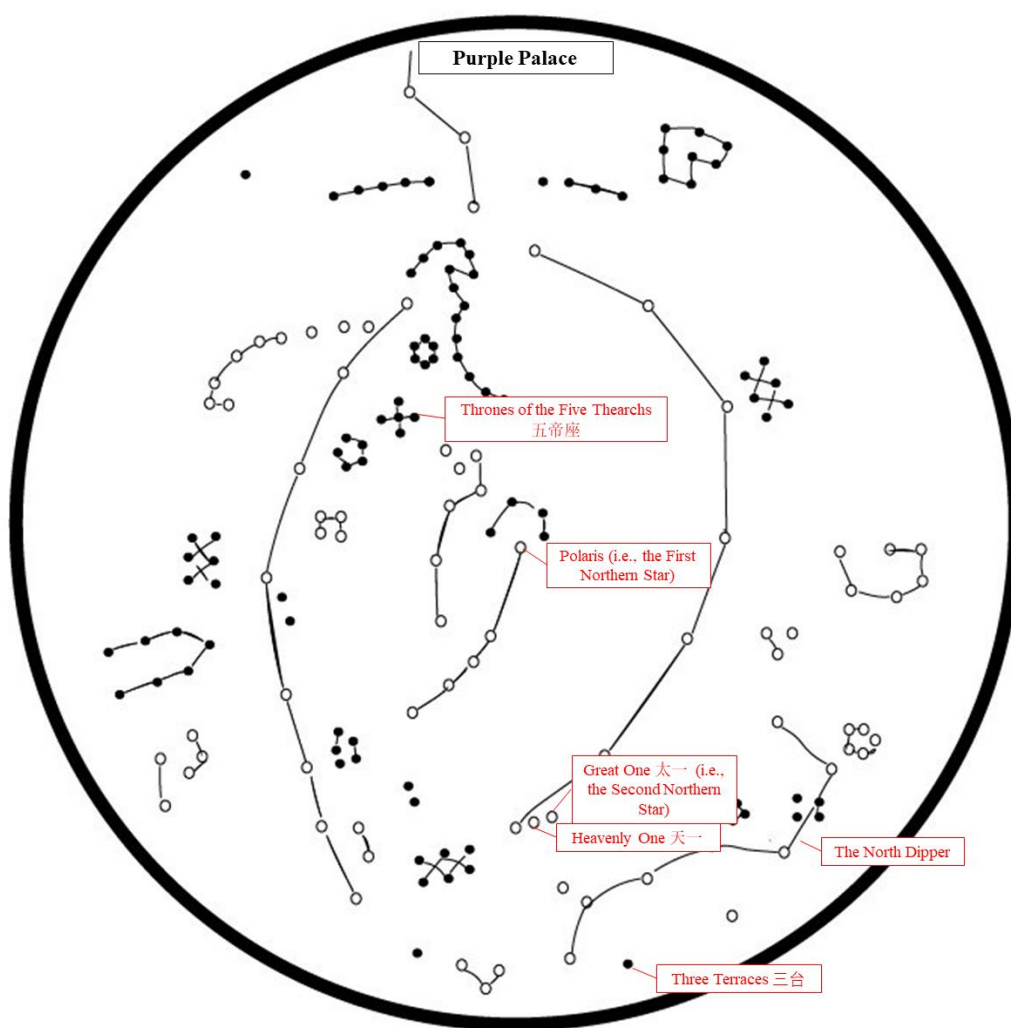 Purple Palace
Thrones of the Five Thearchs
五帝座
Polaris (i.e., the First
Northern Star)
Great One 太一 (i.e.,
the Second Northern
Star)
Heavenly One 天一
The North Dipper
Three Terraces 三台